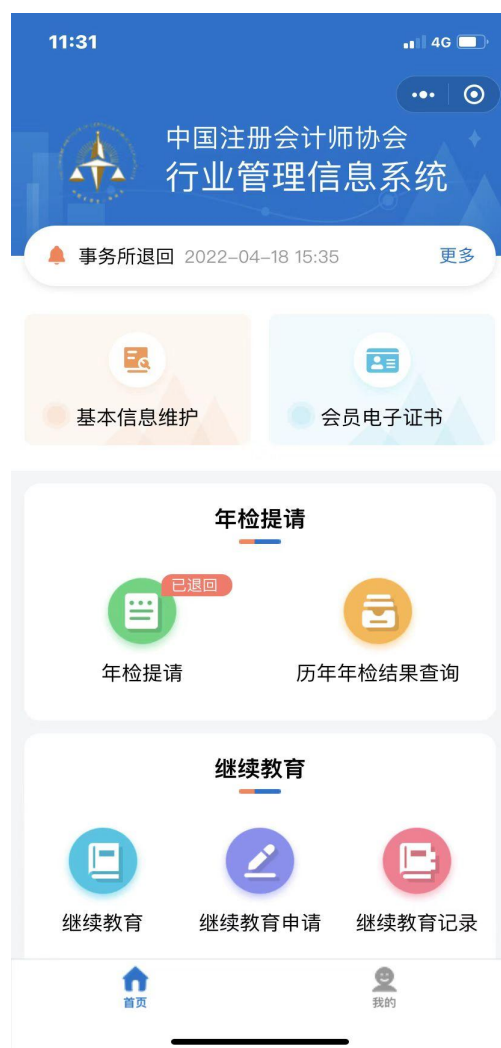 11:31
4G
中国注册会计师协会
行业管理信息系统
事务所退回 2022-04-18 15:35 更多
基本信息维护
会员电子证书
年检提请
已退回
年检提请
历年年检结果查询
继续教育
继续教育
继续教育申请
继续教育记录
首页
我的